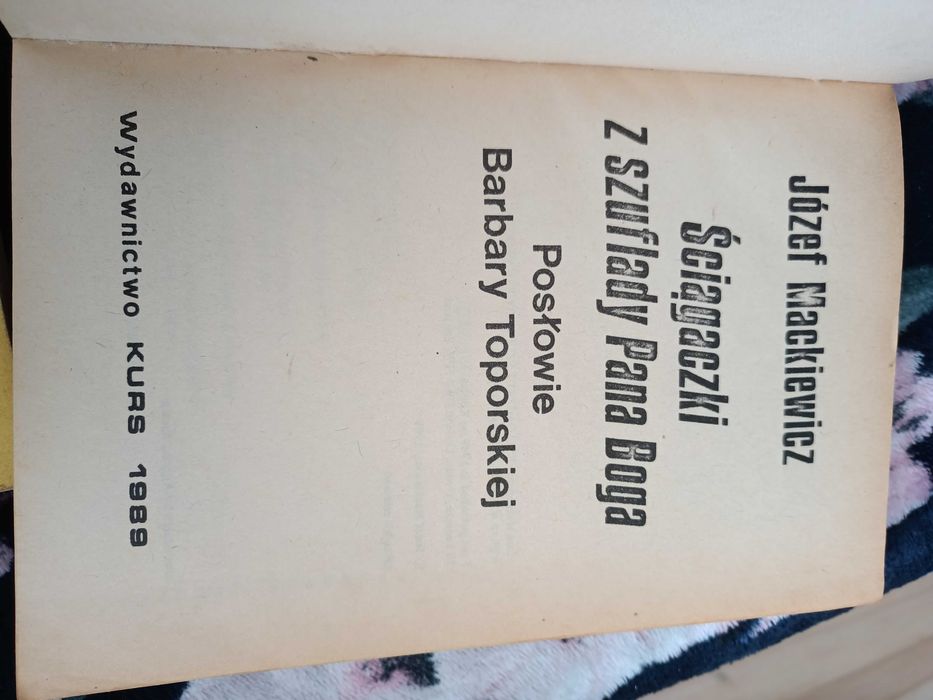 Józef Mackiewicz
Ściągaczki
z szuflady Pana Boga
Posłowie
Barbary Toporskiej
Wydawnictwo KURS 1989